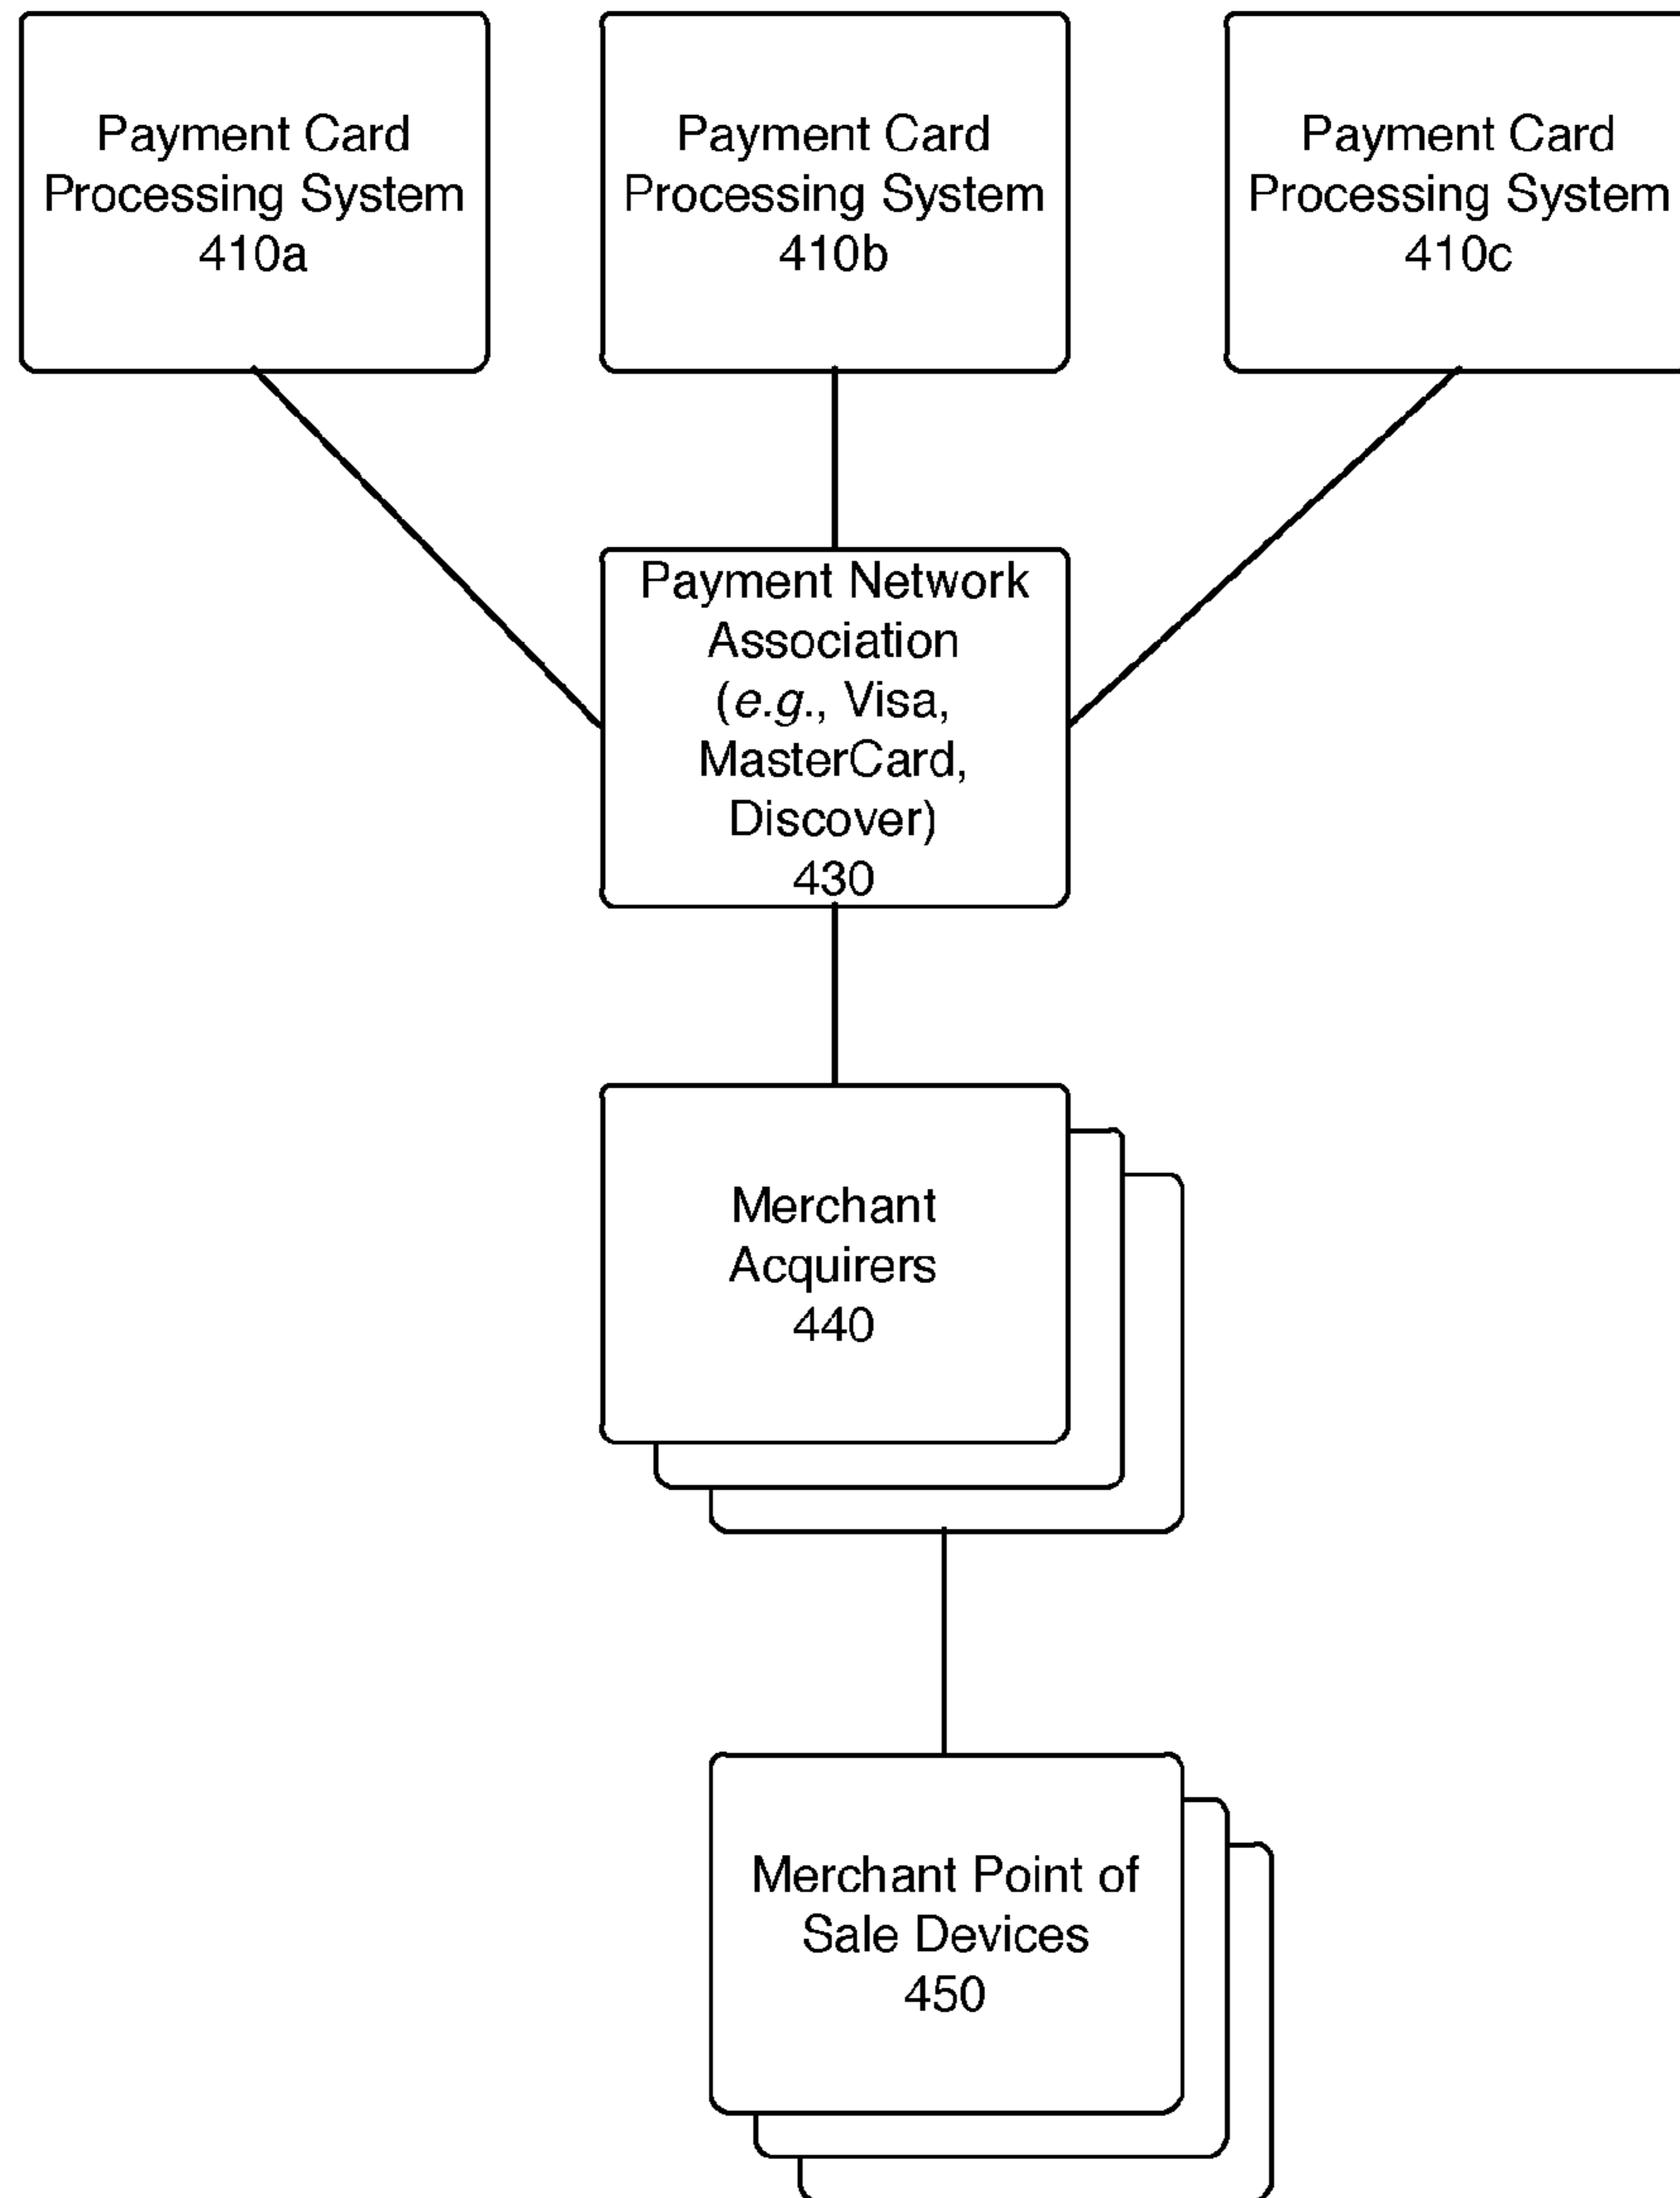 Payment Card
Processing System
410a
Payment Card
Processing System
410b
Payment Card
Processing System
410c
Payment Network
Association
(e.g., Visa,
MasterCard,
Discover)
430
Merchant
Acquirers
440
Merchant Point of
Sale Devices
450